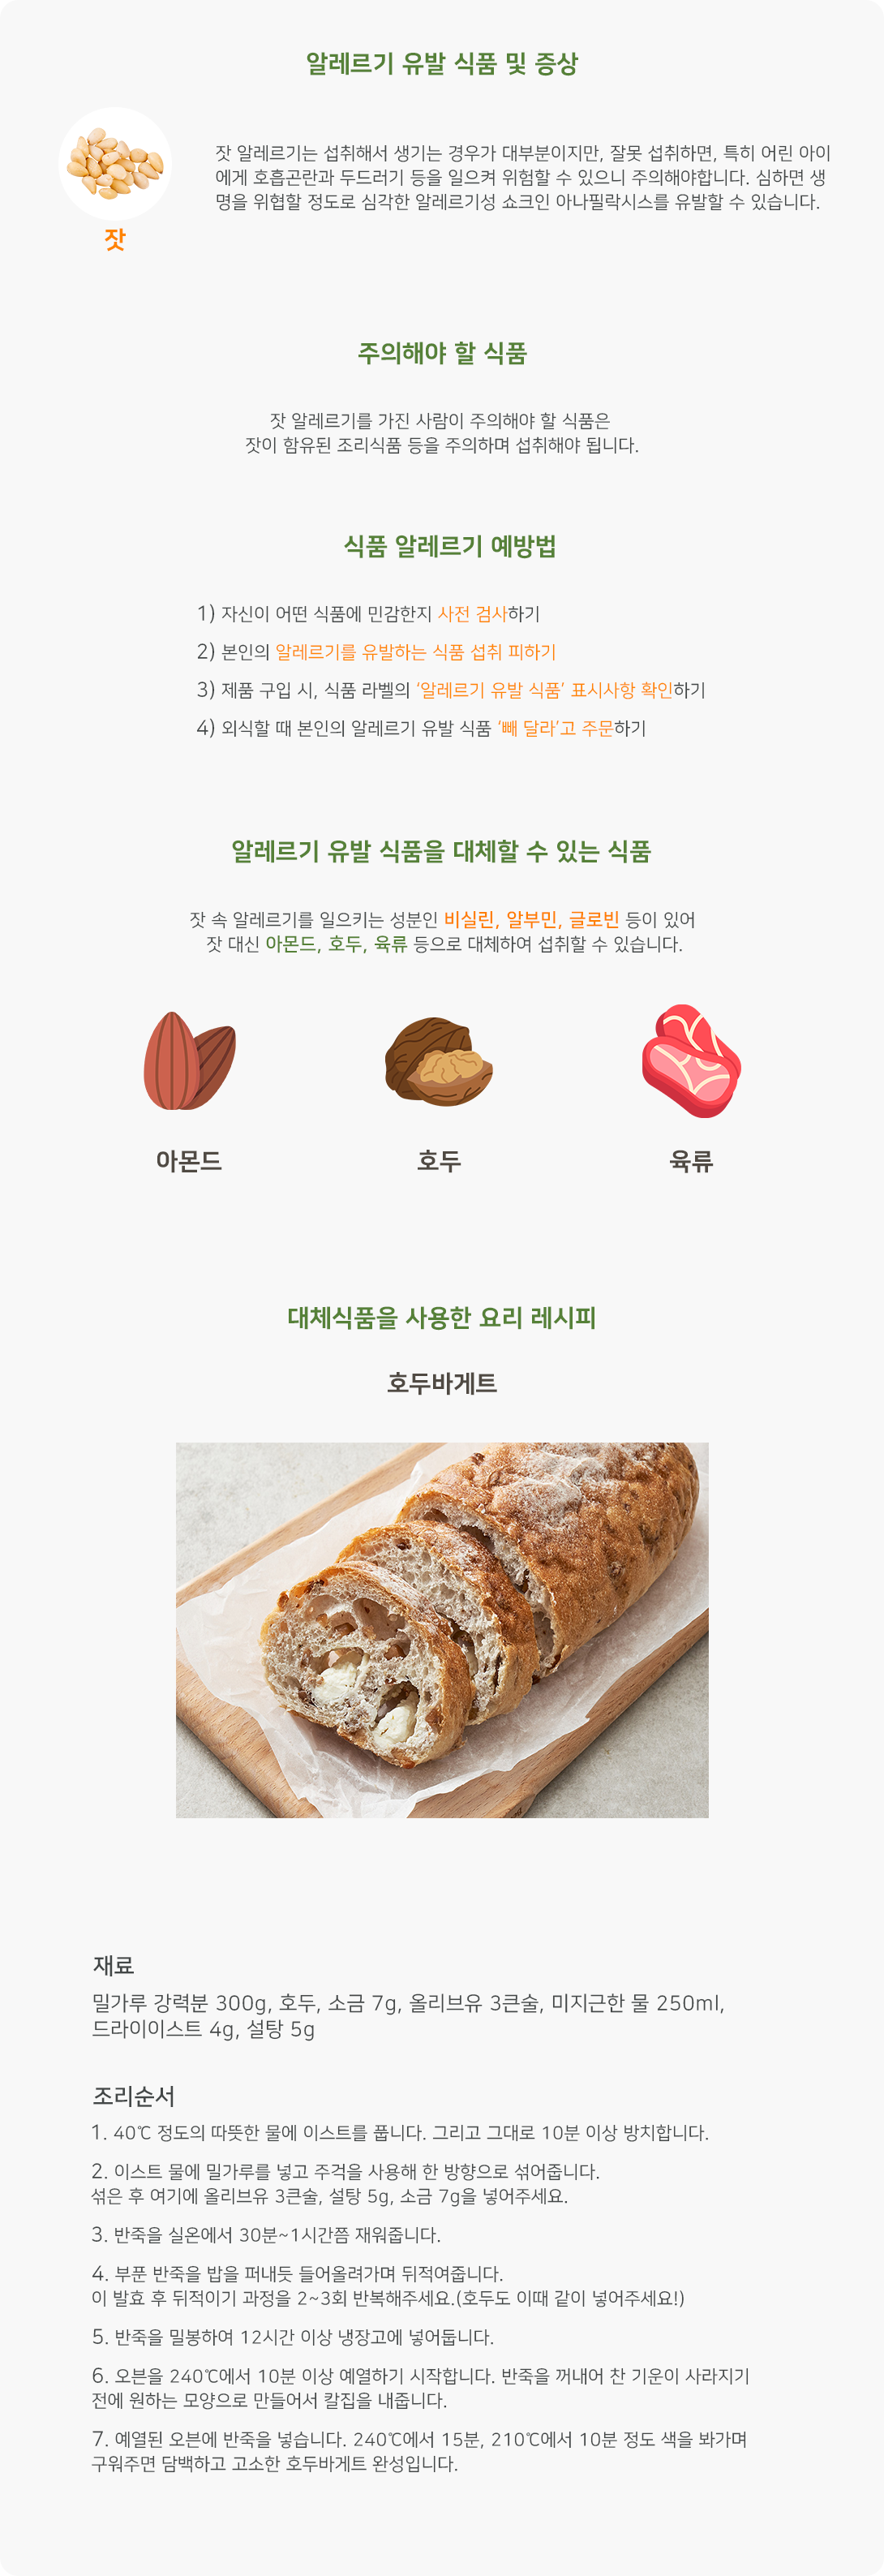 알레르기 유발 식품 및 증상
잣 알레르기는 섭취해서 생기는 경우가 대부분이지만, 잘못 섭취하면, 특히 어린 아이
에게 호흡곤란과 두드러기 등을 일으켜 위험할 수 있으니 주의해야합니다. 심하면 생
명을 위협할 정도로 심각한 알레르기성 쇼크인 아나필락시스를 유발할 수 있습니다.
잣
주의해야 할 식품
잣 알레르기를 가진 사람이 주의해야 할 식품은
잣이 함유된 조리식품 등을 주의하며 섭취해야 됩니다.
식품 알레르기 예방법
1) 자신이 어떤 식품에 민감한지 사전 검사하기
2) 본인의 알레르기를 유발하는 식품 섭취 피하기
3) 제품 구입 시, 식품 라벨의 ‘알레르기 유발 식품’ 표시사항 확인하기
4) 외식할 때 본인의 알레르기 유발 식품 ‘빼 달라’고 주문하기
알레르기 유발 식품을 대체할 수 있는 식품
잣 속 알레르기를 일으키는 성분인 비실린, 알부민, 글로빈 등이 있어
잣 대신 아몬드, 호두, 육류 등으로 대체하여 섭취할 수 있습니다.
아몬드
호두
육류
대체식품을 사용한 요리 레시피
호두바게트
재료
밀가루 강력분 300g, 호두, 소금 7g, 올리브유 3큰술, 미지근한 물 250ml,
드라이이스트 4g, 설탕 5g
조리순서
1. 40℃ 정도의 따뜻한 물에 이스트를 풉니다. 그리고 그대로 10분 이상 방치합니다.
2. 이스트 물에 밀가루를 넣고 주걱을 사용해 한 방향으로 섞어줍니다.
섞은 후 여기에 올리브유 3큰술, 설탕 5g, 소금 7g을 넣어주세요.
3. 반죽을 실온에서 30분~1시간쯤 재워줍니다.
4. 부푼 반죽을 밥을 퍼내듯 들어올려가며 뒤적여줍니다.
이 발효 후 뒤적이기 과정을 2~3회 반복해주세요.(호두도 이때 같이 넣어주세요!)
5. 반죽을 밀봉하여 12시간 이상 냉장고에 넣어둡니다.
6. 오븐을 240℃에서 10분 이상 예열하기 시작합니다. 반죽을 꺼내어 찬 기운이 사라지기
전에 원하는 모양으로 만들어서 칼집을 내줍니다.
7. 예열된 오븐에 반죽을 넣습니다. 240℃에서 15분, 210℃에서 10분 정도 색을 봐가며
구워주면 담백하고 고소한 호두바게트 완성입니다.